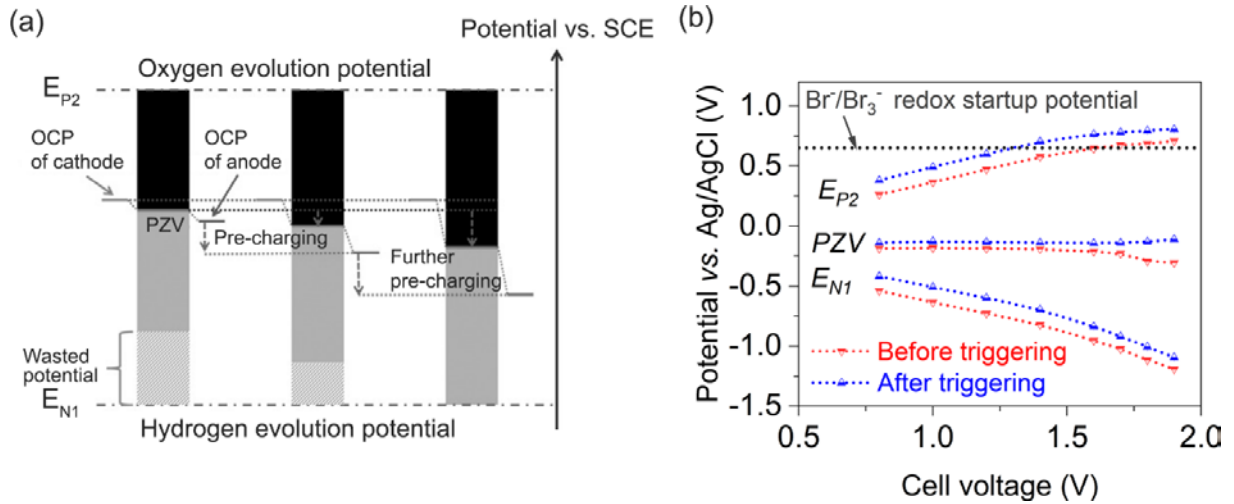 (a)
Potential vs. SCE
Oxygen evolution potential
E_P2
OCP
of cathode
OCP
of anode
PZV
Pre-charging
Further
pre-charging
Wasted
potential
E_N1
Hydrogen evolution potential
(b)
Potential vs. Ag/AgCl (V)
1.0
0.5
0.0
-0.5
-1.0
-1.5
Br⁻/Br₃⁻ redox startup potential
E_P2
PZV
E_N1
Before triggering
After triggering
0.5
1.0
1.5
2.0
Cell voltage (V)